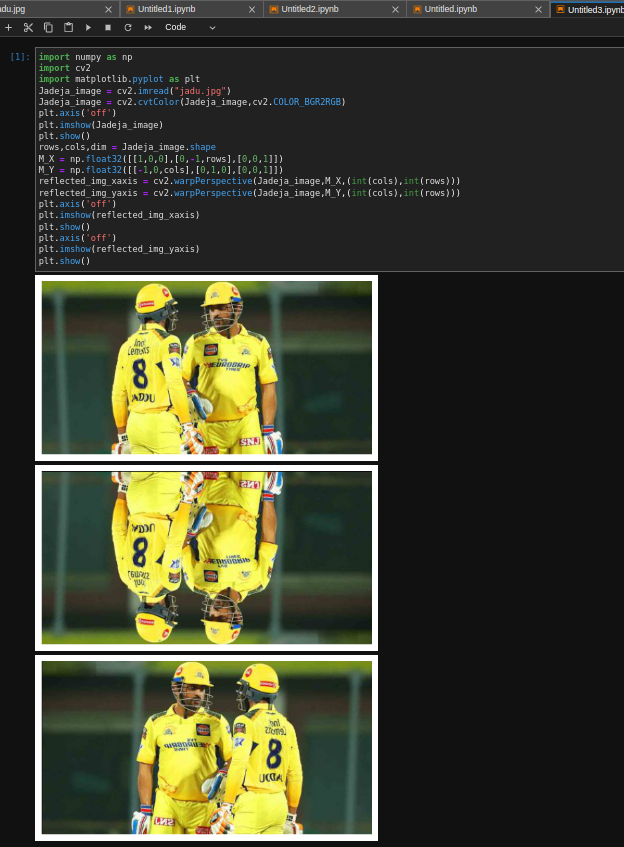 adu.jpg
Untitled1.ipynb
Untitled2.ipynb
Untitled.ipynb
Untitled3.ipynb
Code
[1]:
import numpy as np
import cv2
import matplotlib.pyplot as plt
Jadeja_image = cv2.imread("jadu.jpg")
Jadeja_image = cv2.cvtColor(Jadeja_image,cv2.COLOR_BGR2RGB)
plt.axis('off')
plt.imshow(Jadeja_image)
plt.show()
rows,cols,dim = Jadeja_image.shape
M_X = np.float32([[1,0,0],[0,-1,rows],[0,0,1]])
M_Y = np.float32([[-1,0,cols],[0,1,0],[0,0,1]])
reflected_img_xaxis = cv2.warpPerspective(Jadeja_image,M_X,(int(cols),int(rows)))
reflected_img_yaxis = cv2.warpPerspective(Jadeja_image,M_Y,(int(cols),int(rows)))
plt.axis('off')
plt.imshow(reflected_img_xaxis)
plt.show()
plt.axis('off')
plt.imshow(reflected_img_yaxis)
plt.show()
8
TVS
EUROGRIP
TYRES
SNJ
8
8